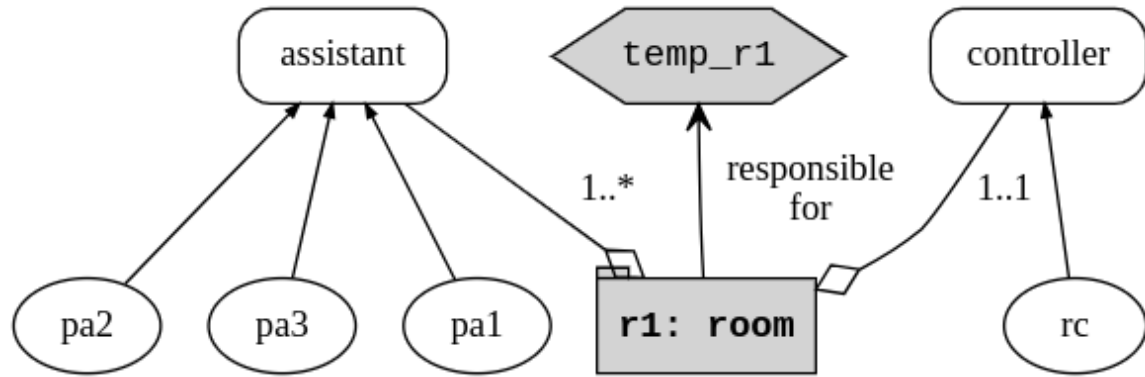 assistant
temp_r1
controller
1..*
responsible
for
1..1
pa2
pa3
pa1
r1: room
rc